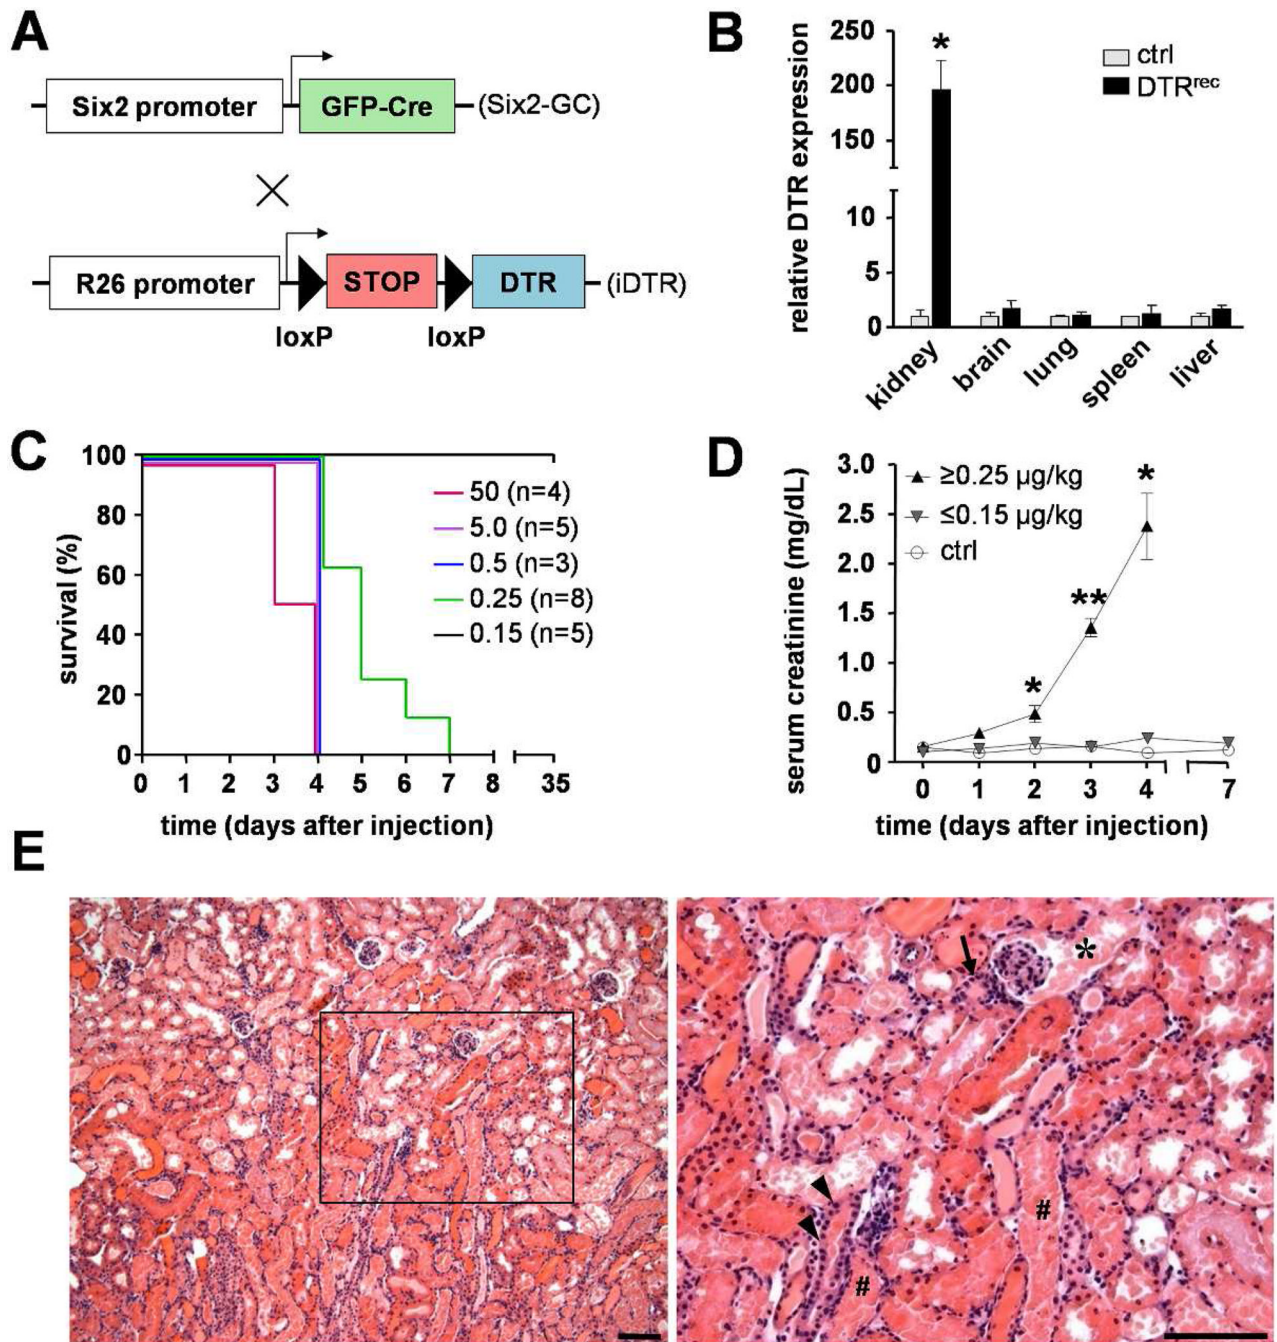 A
Six2 promoter
GFP-Cre
(Six2-GC)
R26 promoter
STOP
DTR
(iDTR)
loxP
loxP
B
relative DTR expression
250
200
150
10
5
0
*
ctrl
DTRrec
kidney
brain
lung
spleen
liver
C
survival (%)
100
80
60
40
20
0
50 (n=4)
5.0 (n=5)
0.5 (n=3)
0.25 (n=8)
0.15 (n=5)
0 1 2 3 4 5 6 7 8 35
time (days after injection)
D
serum creatinine (mg/dL)
3.0
2.5
2.0
1.5
1.0
0.5
0
≥0.25 µg/kg
≤0.15 µg/kg
ctrl
*
**
*
0 1 2 3 4 7
time (days after injection)
E
*
#
#